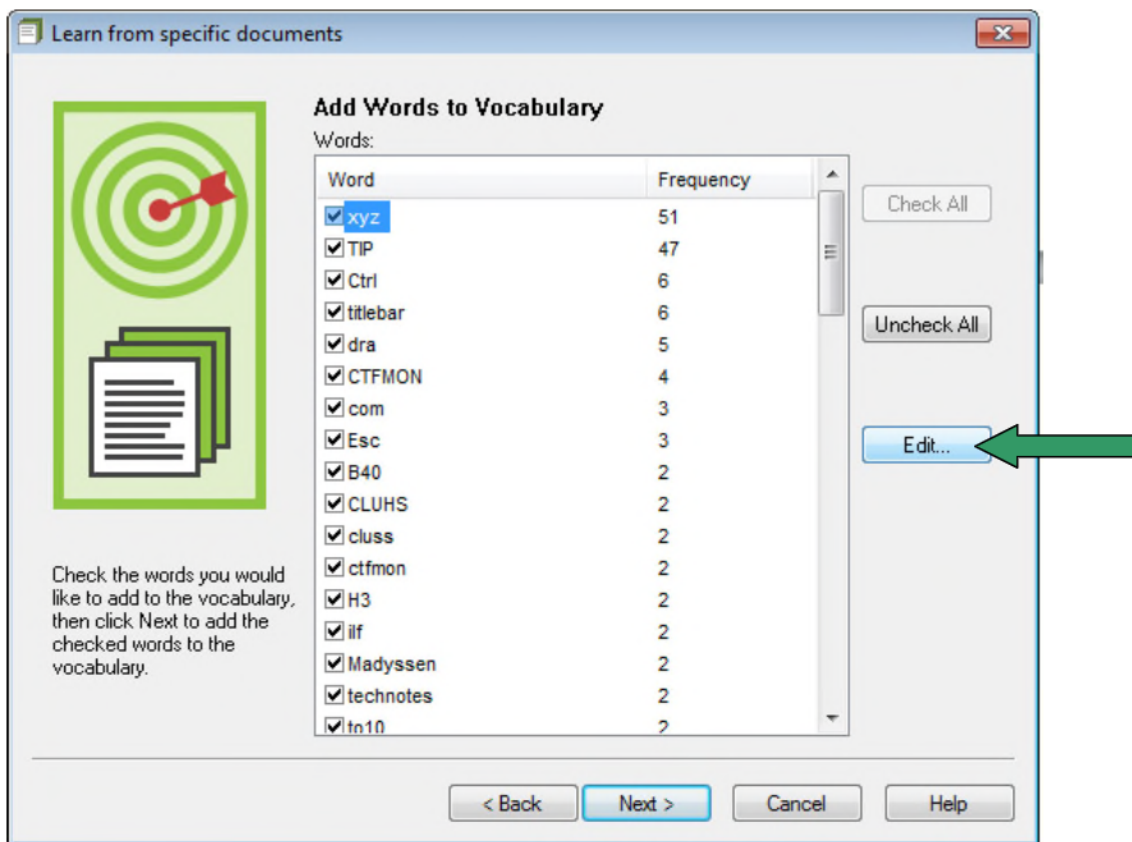 Learn from specific documents
Add Words to Vocabulary
Words:
Word Frequency
xyz 51
TIP 47
Ctrl 6
titlebar 6
dra 5
CTFMON 4
com 3
Esc 3
B40 2
CLUHS 2
cluss 2
ctfmon 2
H3 2
ilf 2
Madyssen 2
technotes 2
to10 2
Check All
Uncheck All
Edit...
Check the words you would
like to add to the vocabulary,
then click Next to add the
checked words to the
vocabulary.
< Back Next > Cancel Help